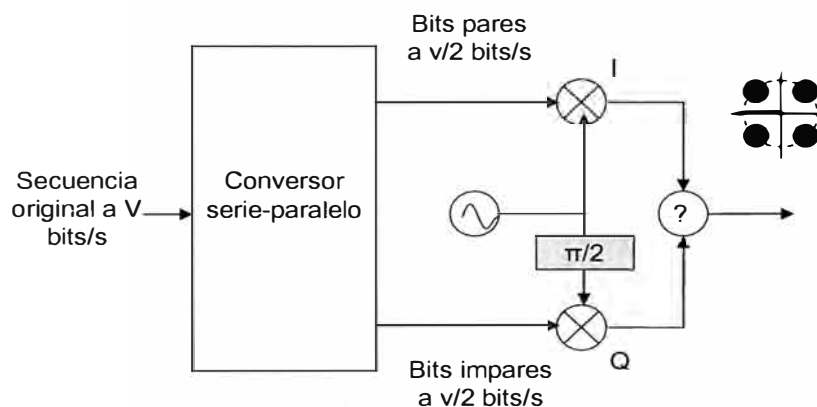 Bits pares
a v/2 bits/s
I
Secuencia
original a V
bits/s
Conversor
serie-paralelo
?
π/2
Bits impares
a v/2 bits/s
Q